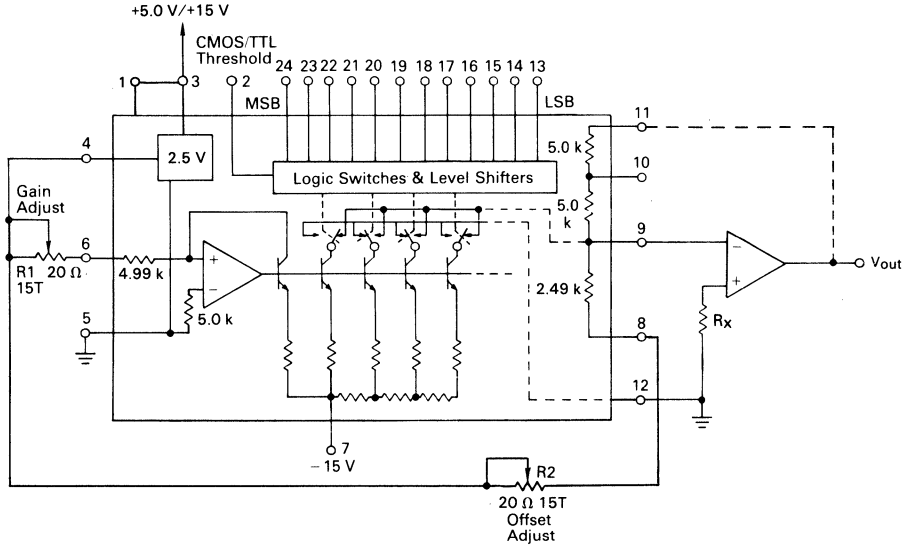 +5.0 V/+15 V
CMOS/TTL
Threshold
1
3
2
24 23 22 21 20 19 18 17 16 15 14 13
MSB
LSB
11
4
2.5 V
5.0 k
10
Logic Switches & Level Shifters
Gain
Adjust
5.0
k
9
6
R1 20 Ω
15T
4.99 k
+
−
−
+
Vout
2.49 k
5
5.0 k
Rx
8
12
7
−15 V
R2
20 Ω 15T
Offset
Adjust